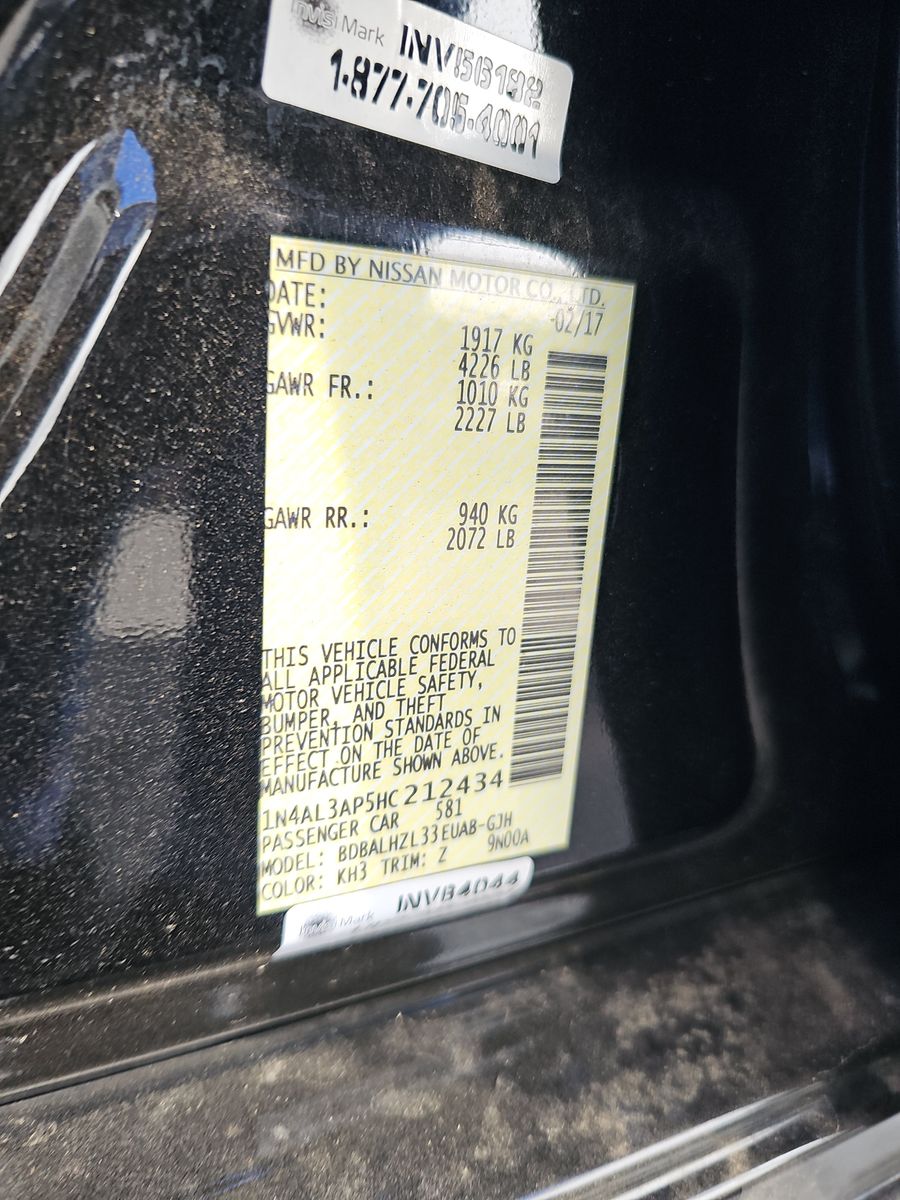 invisiMark INV56192
1-877-705-4001
MFD BY NISSAN MOTOR CO., LTD.
DATE: 02/17
GVWR: 1917 KG
4226 LB
GAWR FR.: 1010 KG
2227 LB
GAWR RR.: 940 KG
2072 LB
THIS VEHICLE CONFORMS TO
ALL APPLICABLE FEDERAL
MOTOR VEHICLE SAFETY,
BUMPER, AND THEFT
PREVENTION STANDARDS IN
EFFECT ON THE DATE OF
MANUFACTURE SHOWN ABOVE.
1N4AL3AP5HC212434
PASSENGER CAR 581
MODEL: BDBALHZL33EUAB-GJH
COLOR: KH3 TRIM: Z 9N00A
invisiMark INV84044